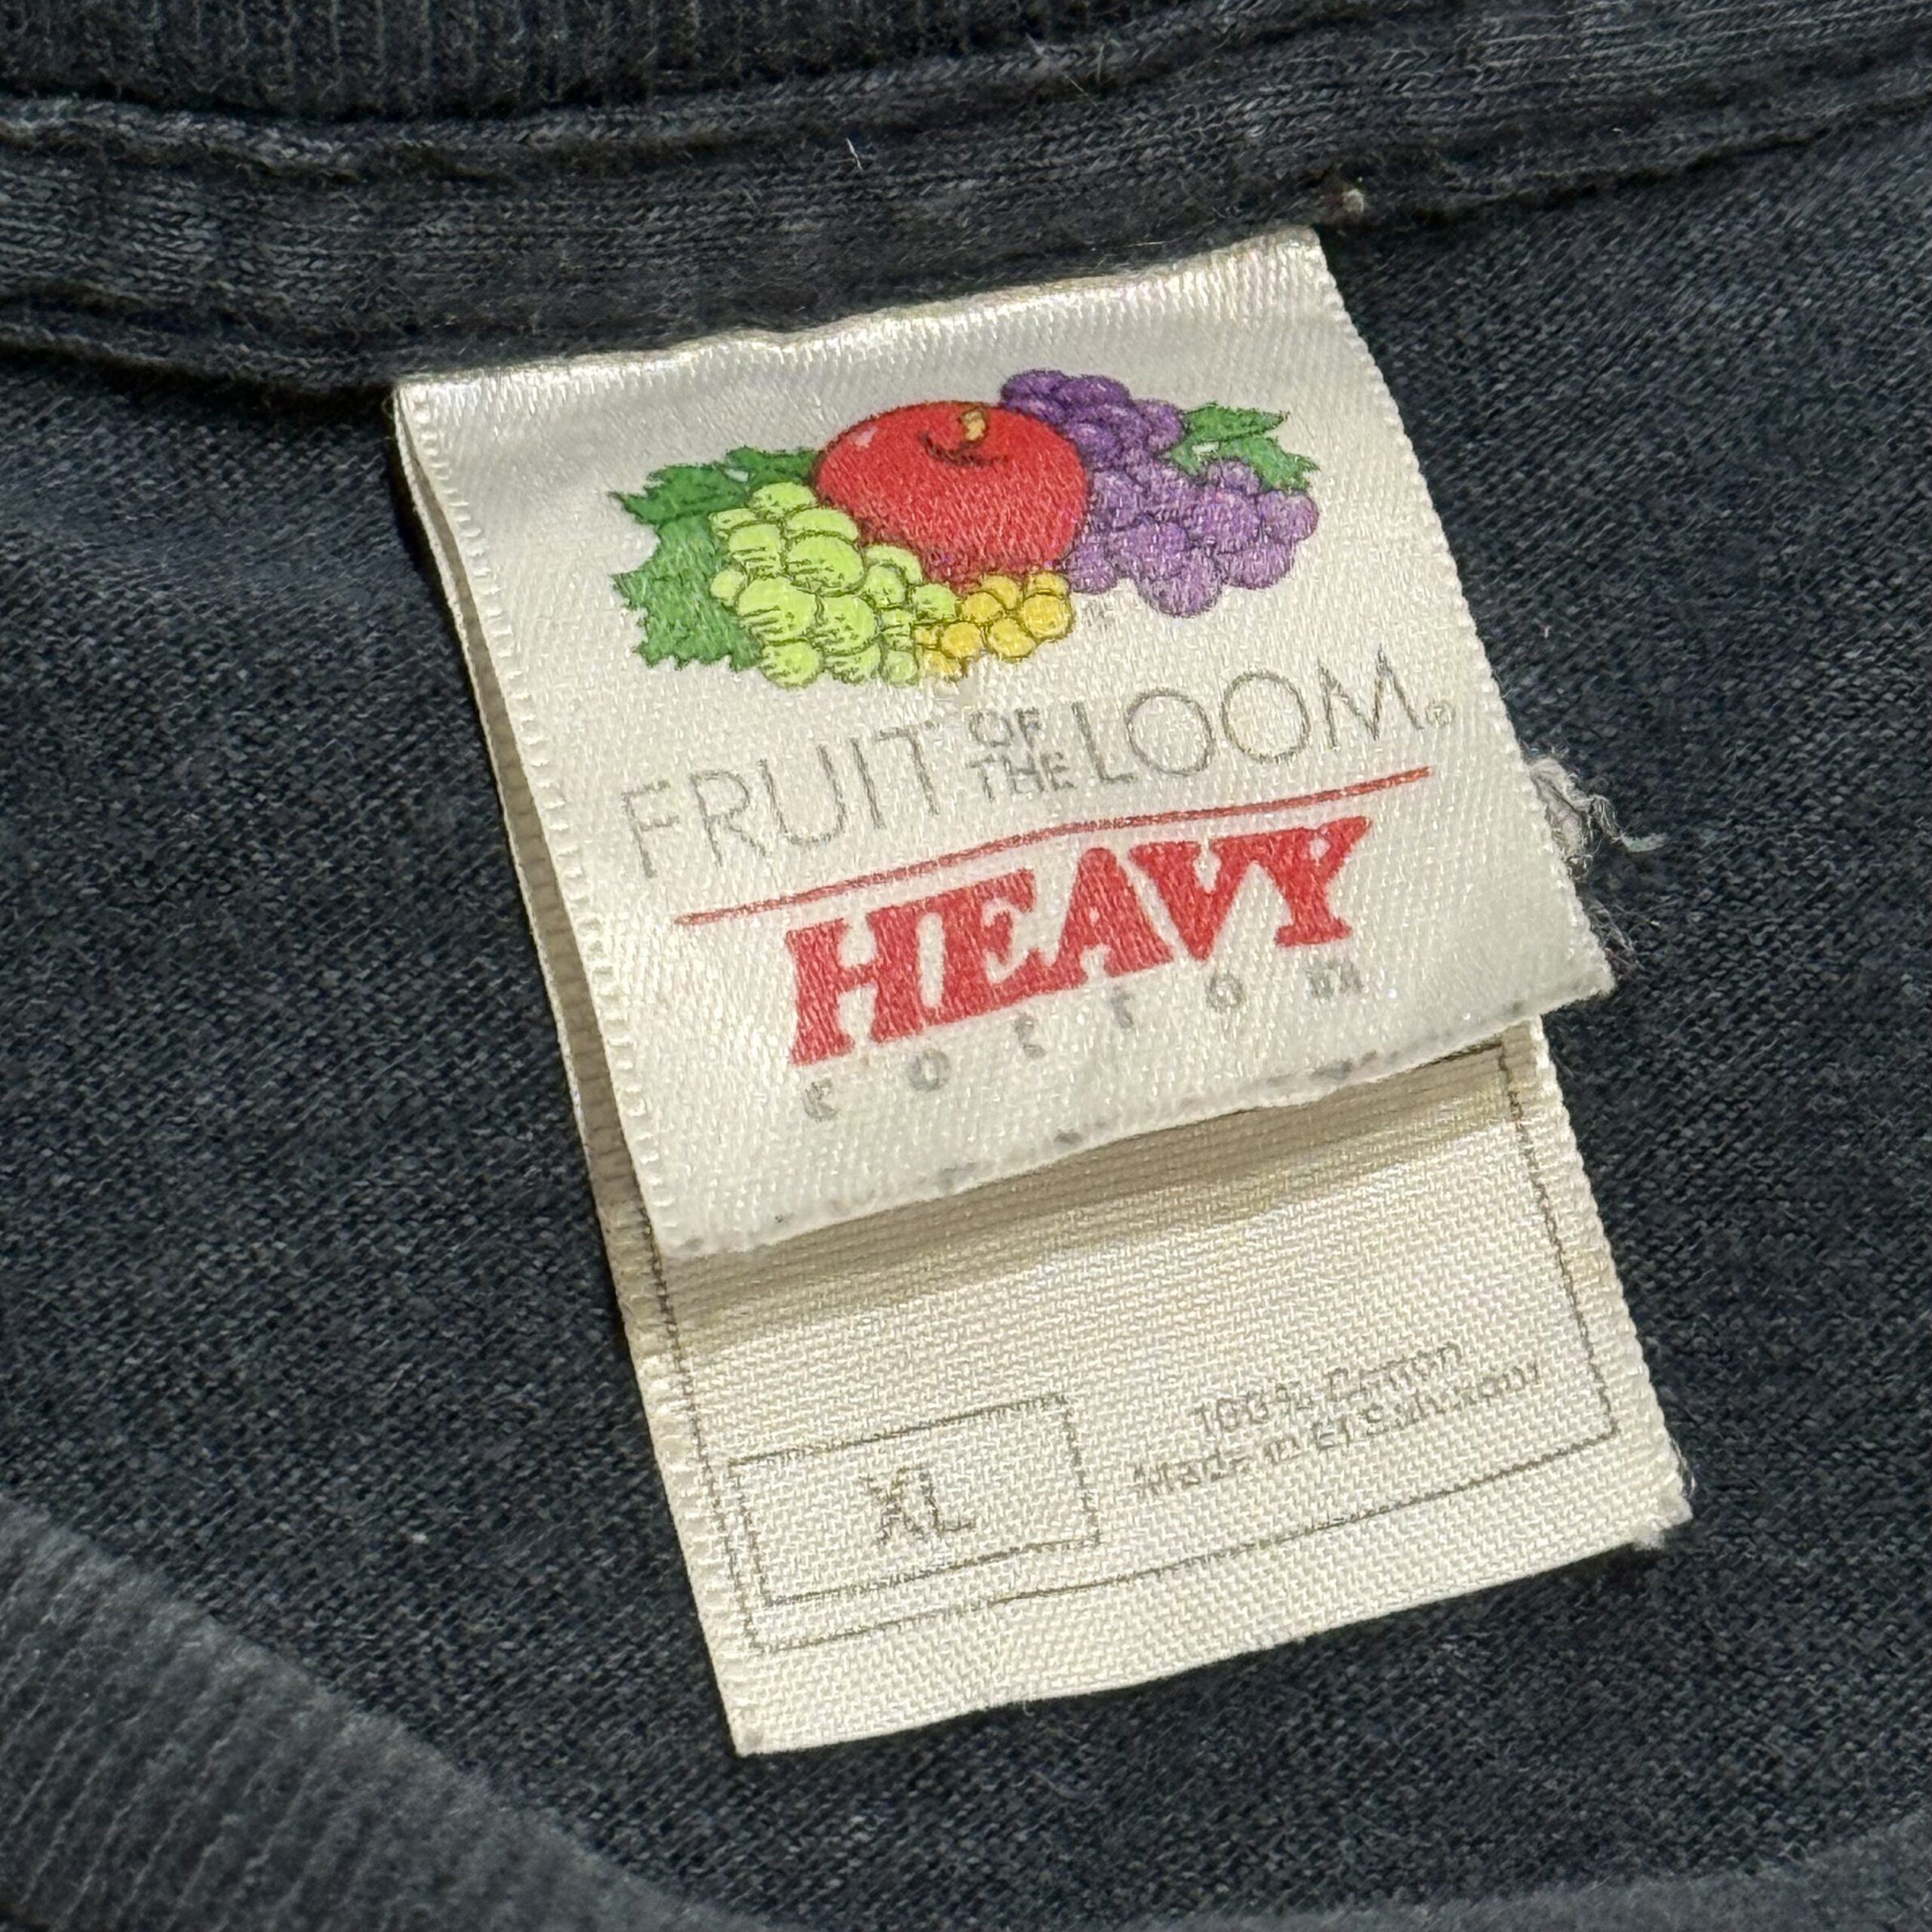 FRUIT OF THE LOOM®
HEAVY
cotton
XL
100% Cotton
Made in El Salvador